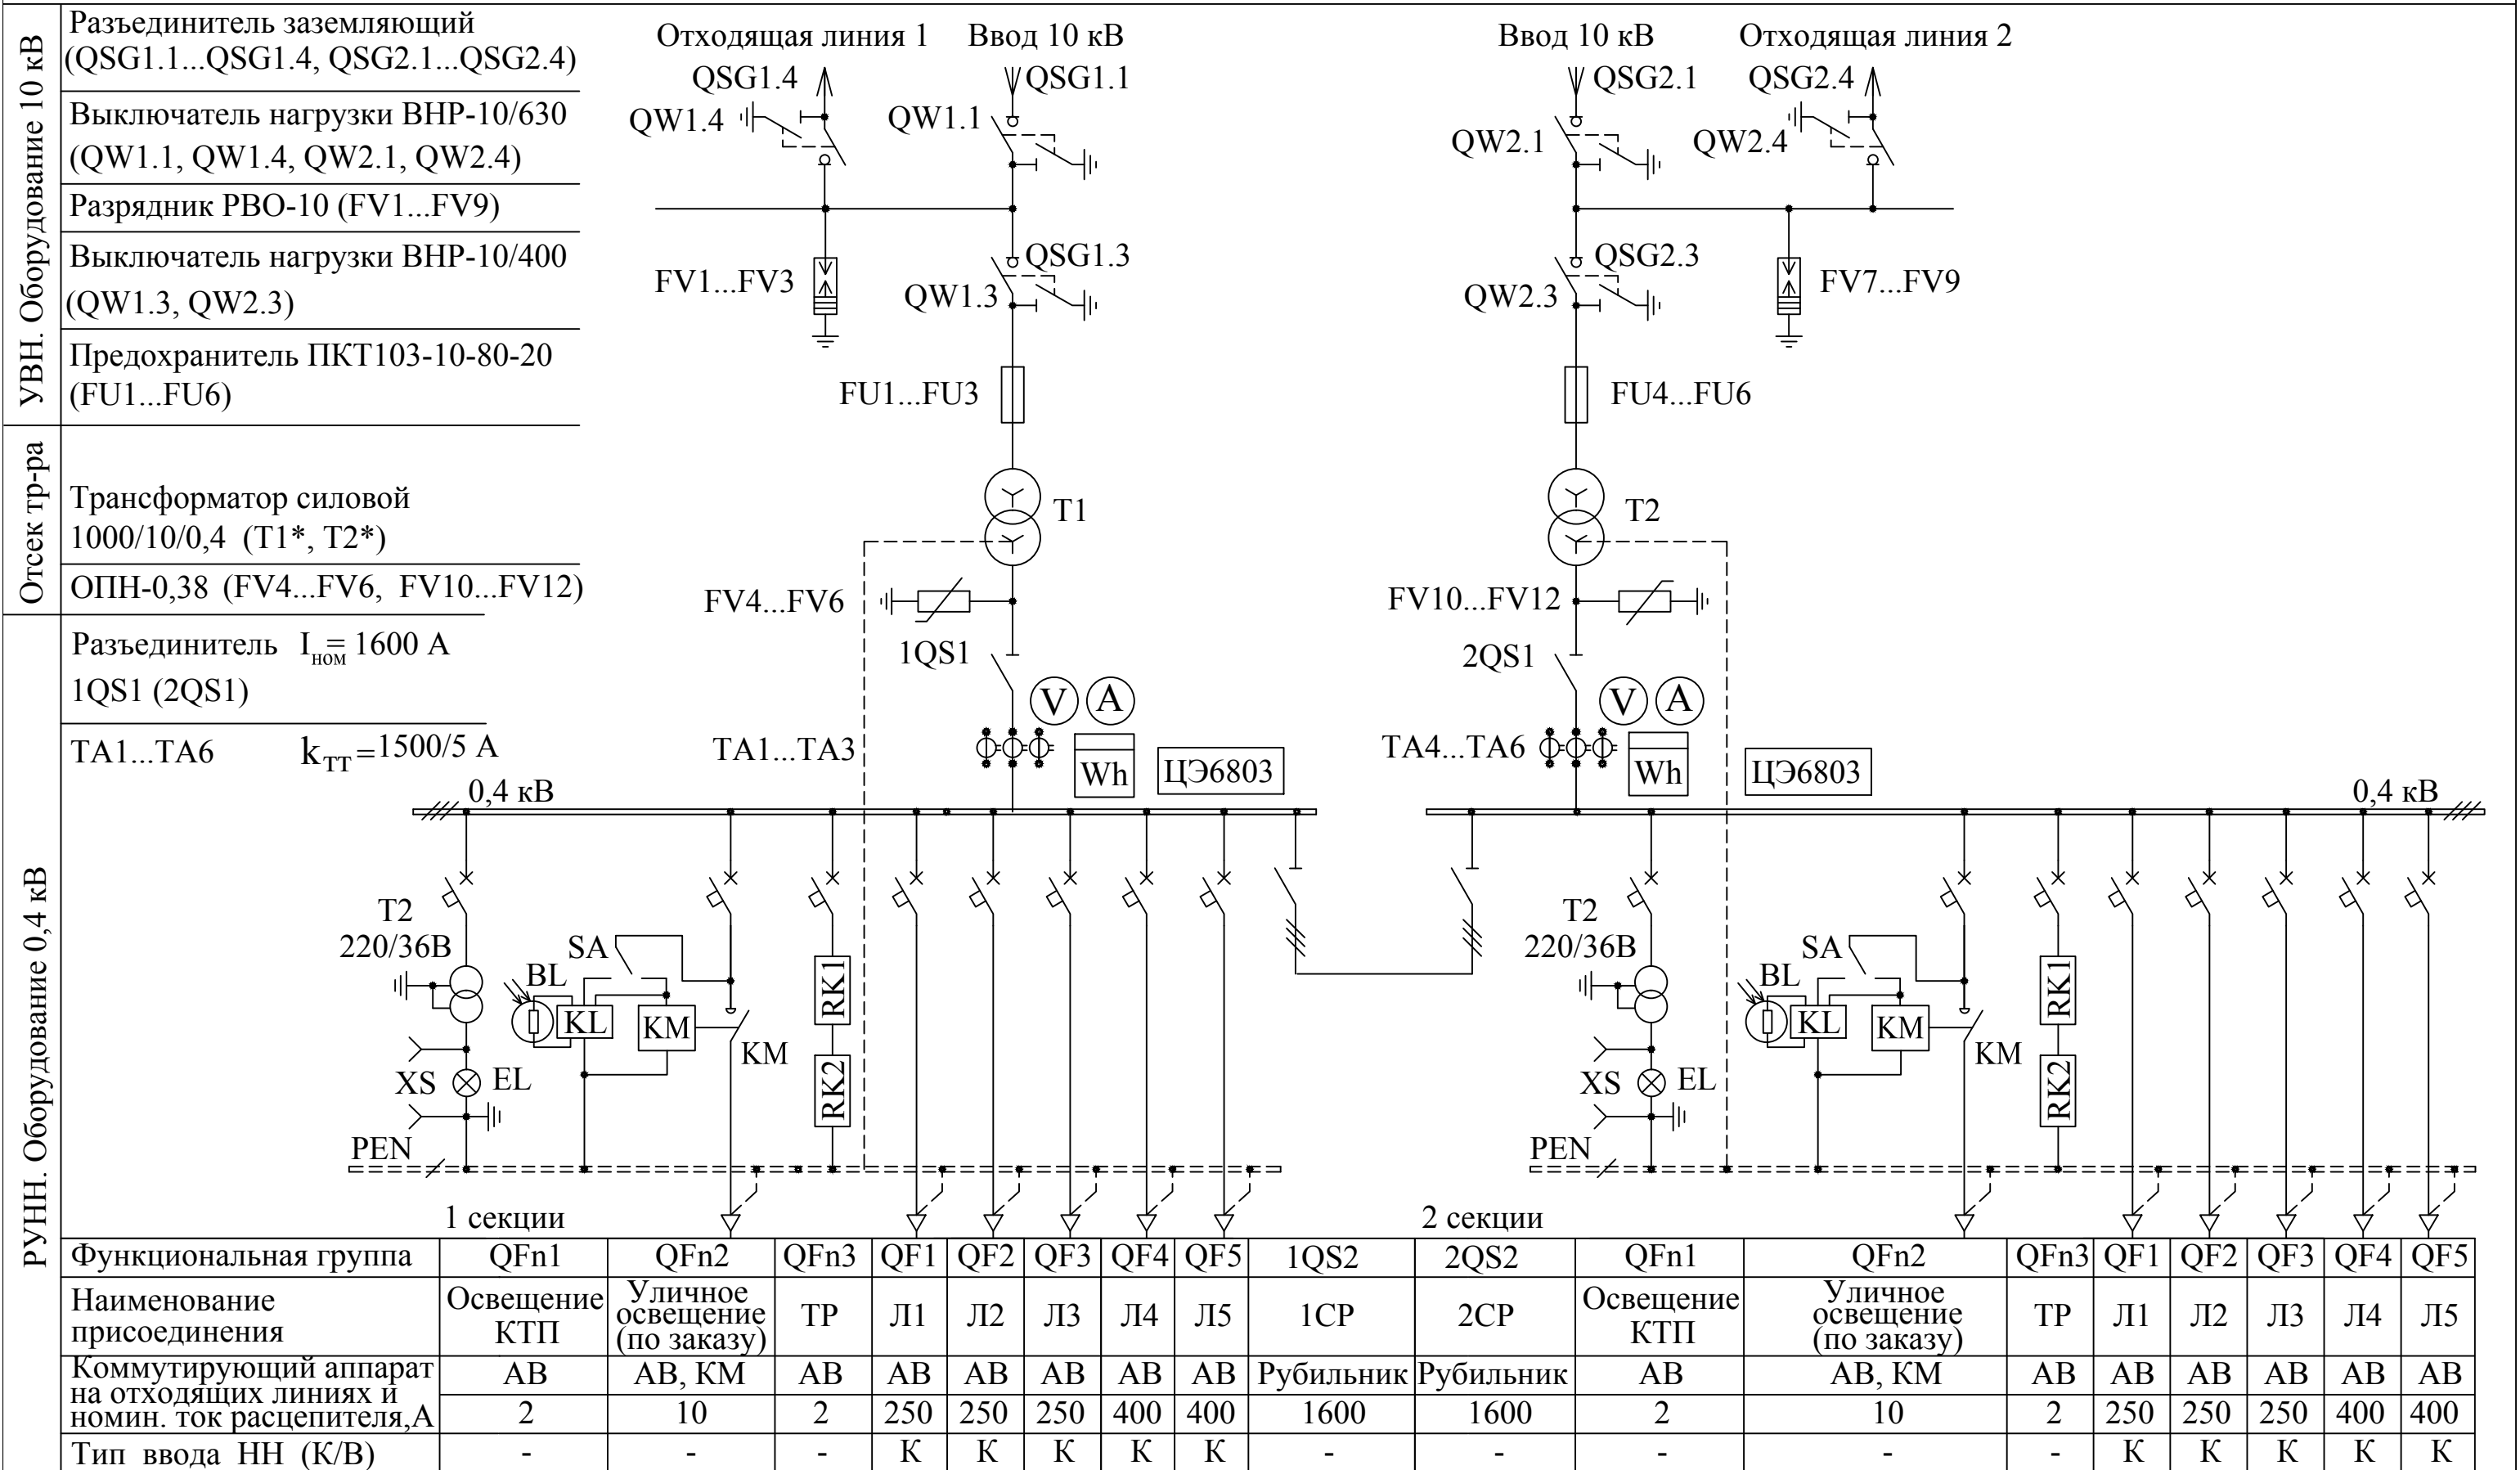 УВН. Оборудование 10 кВ
Разъединитель заземляющий
(QSG1.1...QSG1.4, QSG2.1...QSG2.4)
Выключатель нагрузки ВНР-10/630
(QW1.1, QW1.4, QW2.1, QW2.4)
Разрядник РВО-10 (FV1...FV9)
Выключатель нагрузки ВНР-10/400
(QW1.3, QW2.3)
Предохранитель ПКТ103-10-80-20
(FU1...FU6)
Отсек тр-ра
Трансформатор силовой
1000/10/0,4 (Т1*, Т2*)
ОПН-0,38 (FV4...FV6, FV10...FV12)
РУНН. Оборудование 0,4 кВ
Разъединитель Iном= 1600 А
1QS1 (2QS1)
ТА1...ТА6 kТТ=1500/5 А
Отходящая линия 1 Ввод 10 кВ
QSG1.4 QSG1.1
QW1.4 QW1.1
QSG1.3
FV1...FV3 QW1.3
FU1...FU3
Т1
FV4...FV6
1QS1
V A
ТА1...ТА3
Wh ЦЭ6803
0,4 кВ
Ввод 10 кВ Отходящая линия 2
QSG2.1 QSG2.4
QW2.1 QW2.4
QSG2.3
QW2.3 FV7...FV9
FU4...FU6
Т2
FV10...FV12
2QS1
V A
ТА4...ТА6
Wh ЦЭ6803
0,4 кВ
Т2
220/36В
SA
BL
KL KM
KM
RK1
RK2
XS EL
PEN
1 секции
Т2
220/36В
SA
BL
KL KM
KM
RK1
RK2
XS EL
PEN
2 секции
Функциональная группа QFn1 QFn2 QFn3 QF1 QF2 QF3 QF4 QF5 1QS2 2QS2 QFn1 QFn2 QFn3 QF1 QF2 QF3 QF4 QF5
Наименование
присоединения
Освещение
КТП
Уличное
освещение
(по заказу)
ТР Л1 Л2 Л3 Л4 Л5 1СР 2СР
Освещение
КТП
Уличное
освещение
(по заказу)
ТР Л1 Л2 Л3 Л4 Л5
Коммутирующий аппарат
на отходящих линиях и
номин. ток расцепителя,А
АВ АВ, КМ АВ АВ АВ АВ АВ АВ Рубильник Рубильник АВ АВ, КМ АВ АВ АВ АВ АВ АВ
2 10 2 250 250 250 400 400 1600 1600 2 10 2 250 250 250 400 400
Тип ввода НН (К/В) - - - К К К К К - - - - - К К К К К